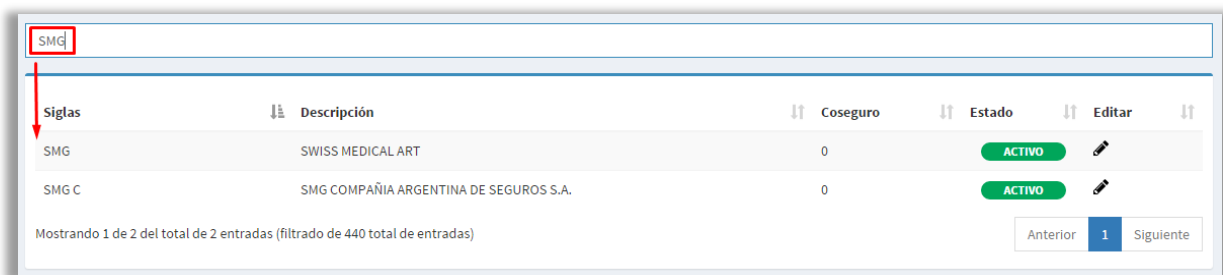 SMG
Siglas Descripción Coseguro Estado Editar
SMG SWISS MEDICAL ART 0 ACTIVO
SMG C SMG COMPAÑIA ARGENTINA DE SEGUROS S.A. 0 ACTIVO
Mostrando 1 de 2 del total de 2 entradas (filtrado de 440 total de entradas) Anterior 1 Siguiente